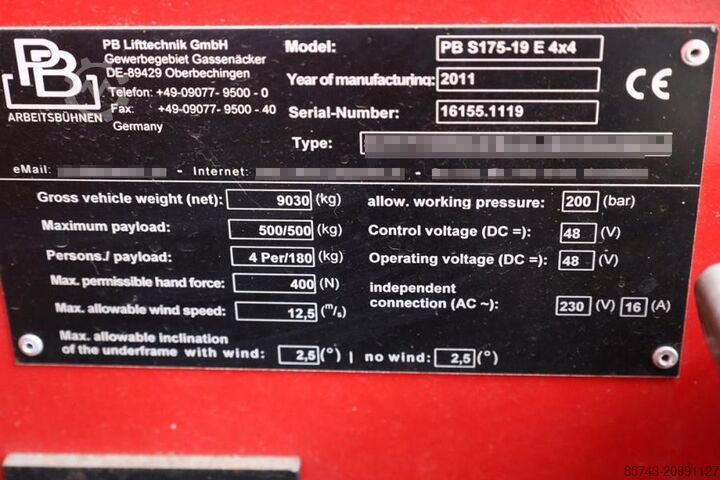 PB
ARBEITSBÜHNEN
PB Lifttechnik GmbH
Gewerbegebiet Gassenäcker
DE-89429 Oberbechingen
Telefon: +49-09077- 9500 - 0
Fax: +49-09077- 9500 - 40
Germany
Model: PB S175-19 E 4x4
Year of manufacturing: 2011
Serial-Number: 16155.1119
Type:
CE
eMail: - Internet: -
Gross vehicle weight (net): 9030 (kg)
Maximum payload: 500/500 (kg)
Persons./ payload: 4 Per/180 (kg)
Max. permissible hand force: 400 (N)
Max. allowable wind speed: 12,5 (m/s)
Max. allowable inclination
of the underframe with wind: 2,5 (°) | no wind: 2,5 (°)
allow. working pressure: 200 (bar)
Control voltage (DC =): 48 (V)
Operating voltage (DC =): 48 (V)
independent
connection (AC ~): 230 (V) 16 (A)
85743-20991127